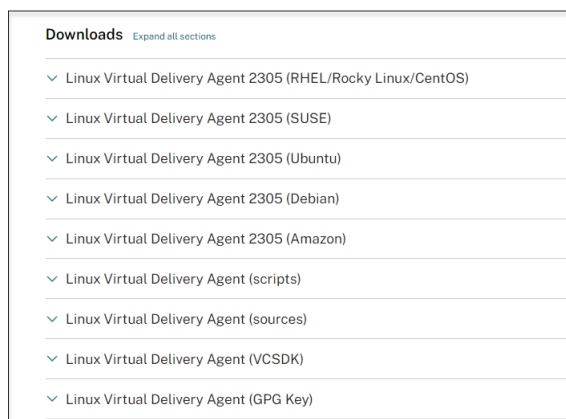 Downloads Expand all sections
Linux Virtual Delivery Agent 2305 (RHEL/Rocky Linux/CentOS)
Linux Virtual Delivery Agent 2305 (SUSE)
Linux Virtual Delivery Agent 2305 (Ubuntu)
Linux Virtual Delivery Agent 2305 (Debian)
Linux Virtual Delivery Agent 2305 (Amazon)
Linux Virtual Delivery Agent (scripts)
Linux Virtual Delivery Agent (sources)
Linux Virtual Delivery Agent (VCSDK)
Linux Virtual Delivery Agent (GPG Key)